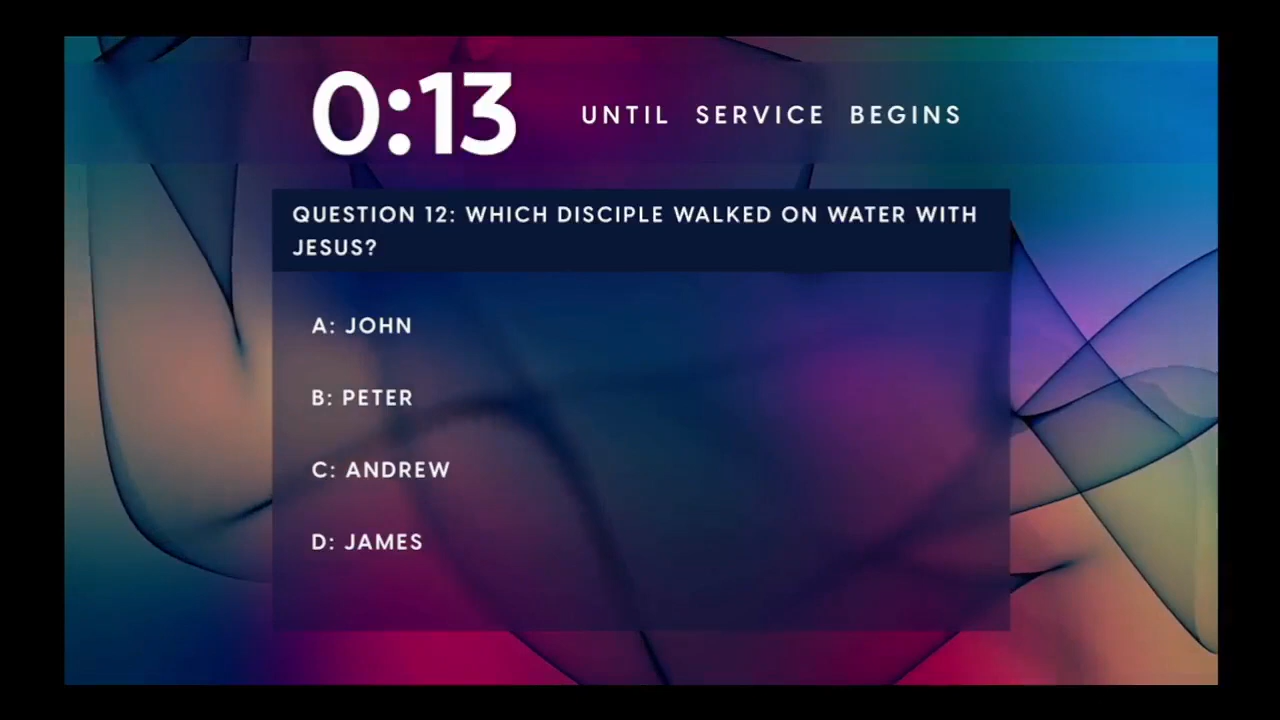 0:13 UNTIL SERVICE BEGINS
QUESTION 12: WHICH DISCIPLE WALKED ON WATER WITH
JESUS?
A: JOHN
B: PETER
C: ANDREW
D: JAMES